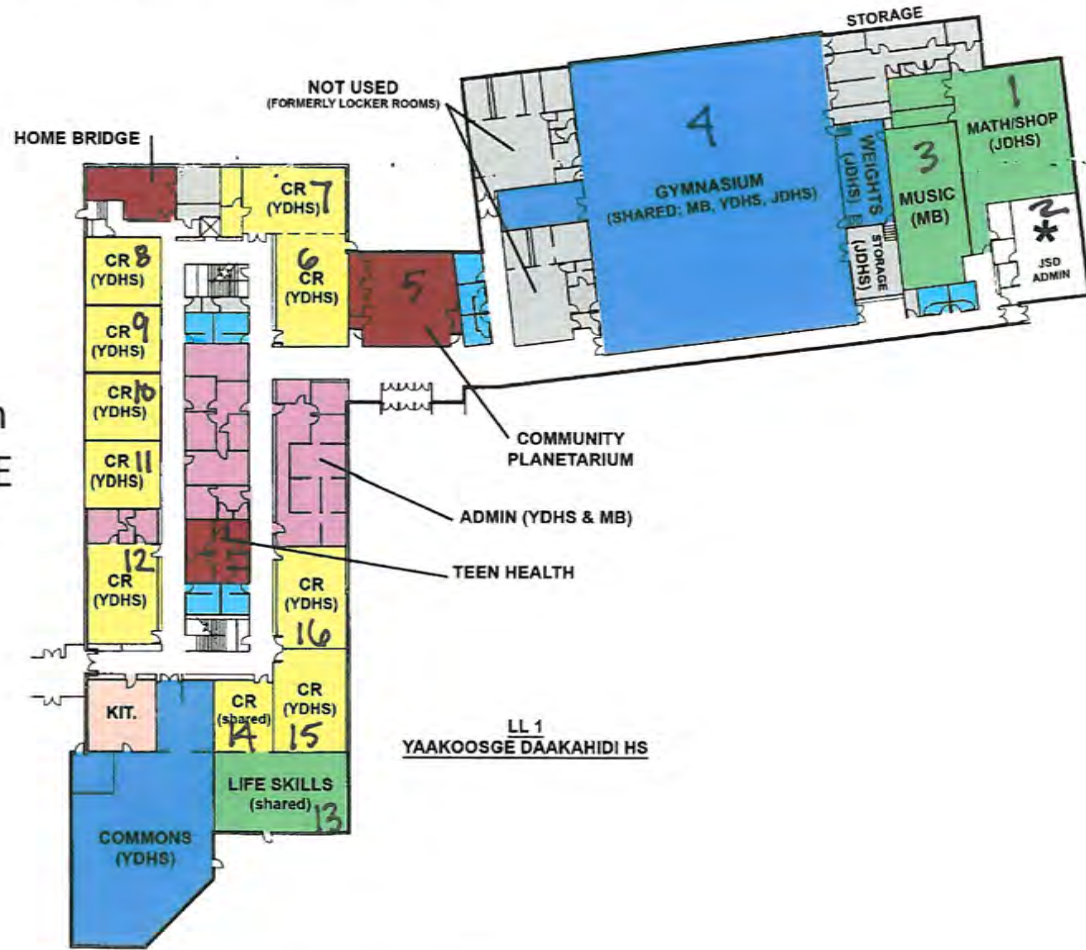 STORAGE
NOT USED
(FORMERLY LOCKER ROOMS)
HOME BRIDGE
1
MATH/SHOP
(JDHS)
4
GYMNASIUM
(SHARED; MB, YDHS, JDHS)
WEIGHTS
(JDHS)
3
MUSIC
(MB)
2
*
JSD
ADMIN
STORAGE
(JDHS)
CR 7
(YDHS)
6
CR
(YDHS)
5
CR 8
(YDHS)
CR 9
(YDHS)
CR 10
(YDHS)
CR 11
(YDHS)
COMMUNITY
PLANETARIUM
ADMIN (YDHS & MB)
TEEN HEALTH
12
CR
(YDHS)
CR
(YDHS)
16
KIT.
CR
(shared)
14
CR
(YDHS)
15
LL 1
YAAKOOSGE DAAKAHIDI HS
LIFE SKILLS
(shared)
13
COMMONS
(YDHS)